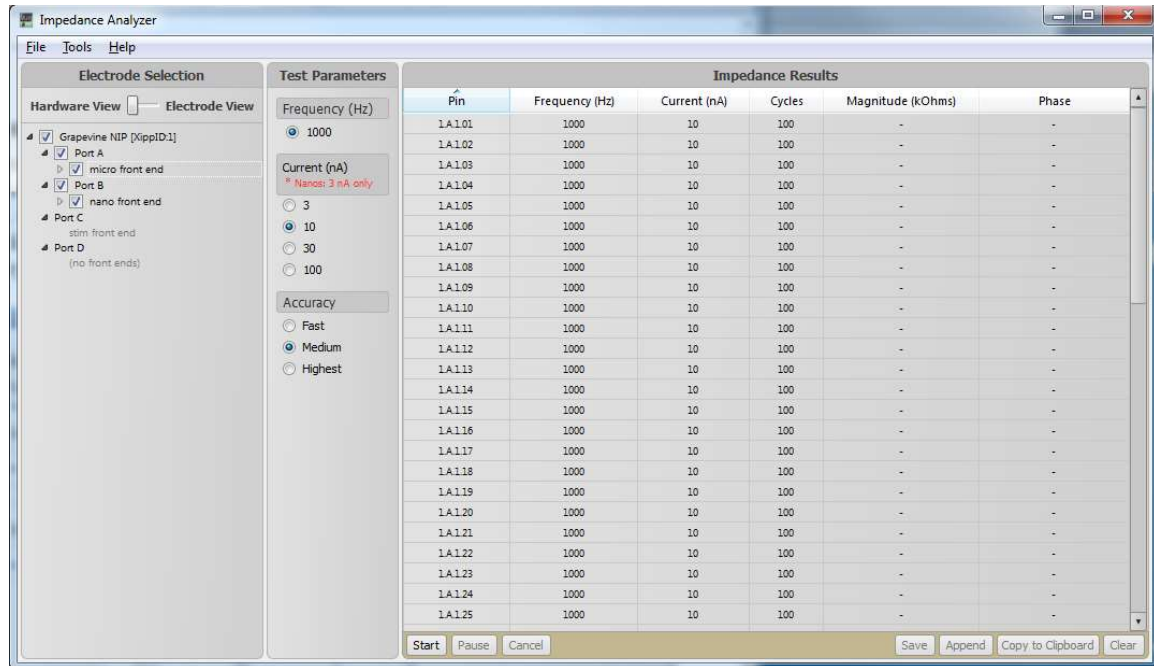 Impedance Analyzer
File Tools Help
Electrode Selection
Hardware View Electrode View
Grapevine NIP [XippID:1]
Port A
micro front end
Port B
nano front end
Port C
stim front end
Port D
(no front ends)
Test Parameters
Frequency (Hz)
1000
Current (nA)
* Nanos: 3 nA only
3
10
30
100
Accuracy
Fast
Medium
Highest
Impedance Results
Pin Frequency (Hz) Current (nA) Cycles Magnitude (kOhms) Phase
1.A.1.01 1000 10 100 - -
1.A.1.02 1000 10 100 - -
1.A.1.03 1000 10 100 - -
1.A.1.04 1000 10 100 - -
1.A.1.05 1000 10 100 - -
1.A.1.06 1000 10 100 - -
1.A.1.07 1000 10 100 - -
1.A.1.08 1000 10 100 - -
1.A.1.09 1000 10 100 - -
1.A.1.10 1000 10 100 - -
1.A.1.11 1000 10 100 - -
1.A.1.12 1000 10 100 - -
1.A.1.13 1000 10 100 - -
1.A.1.14 1000 10 100 - -
1.A.1.15 1000 10 100 - -
1.A.1.16 1000 10 100 - -
1.A.1.17 1000 10 100 - -
1.A.1.18 1000 10 100 - -
1.A.1.19 1000 10 100 - -
1.A.1.20 1000 10 100 - -
1.A.1.21 1000 10 100 - -
1.A.1.22 1000 10 100 - -
1.A.1.23 1000 10 100 - -
1.A.1.24 1000 10 100 - -
1.A.1.25 1000 10 100 - -
Start Pause Cancel Save Append Copy to Clipboard Clear